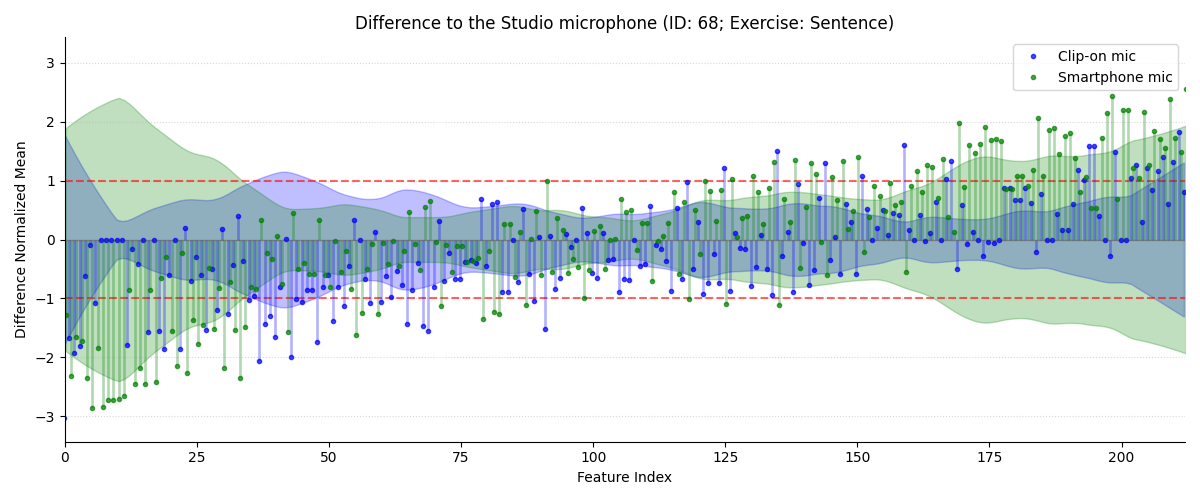 Difference to the Studio microphone (ID: 68; Exercise: Sentence)
Clip-on mic
Smartphone mic
Difference Normalized Mean
3
2
1
0
−1
−2
−3
0 25 50 75 100 125 150 175 200
Feature Index